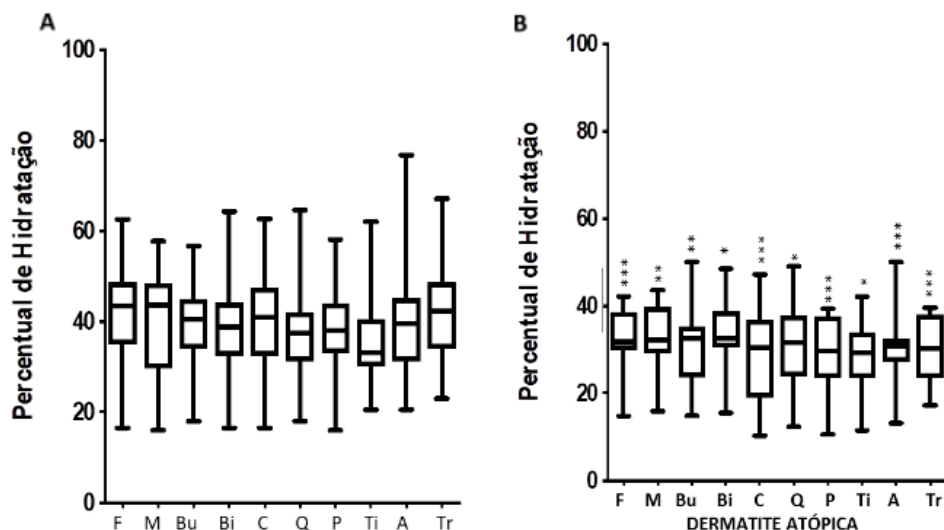 A
Percentual de Hidratação
100
80
60
40
20
0
F M Bu Bi C Q P Ti A Tr
B
Percentual de Hidratação
100
80
60
40
20
0
*** ** ** * *** * *** * *** ***
F M Bu Bi C Q P Ti A Tr
DERMATITE ATÓPICA